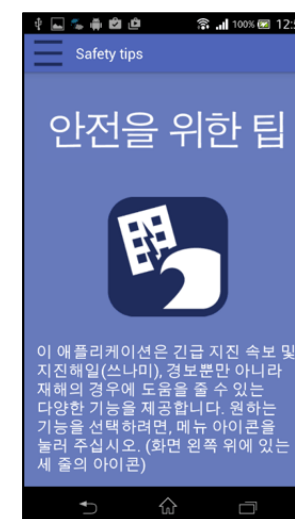 100% 12:5
Safety tips
안전을 위한 팁
이 애플리케이션은 긴급 지진 속보 및
지진해일(쓰나미), 경보뿐만 아니라
재해의 경우에 도움을 줄 수 있는
다양한 기능을 제공합니다. 원하는
기능을 선택하려면, 메뉴 아이콘을
눌러 주십시오. (화면 왼쪽 위에 있는
세 줄의 아이콘)